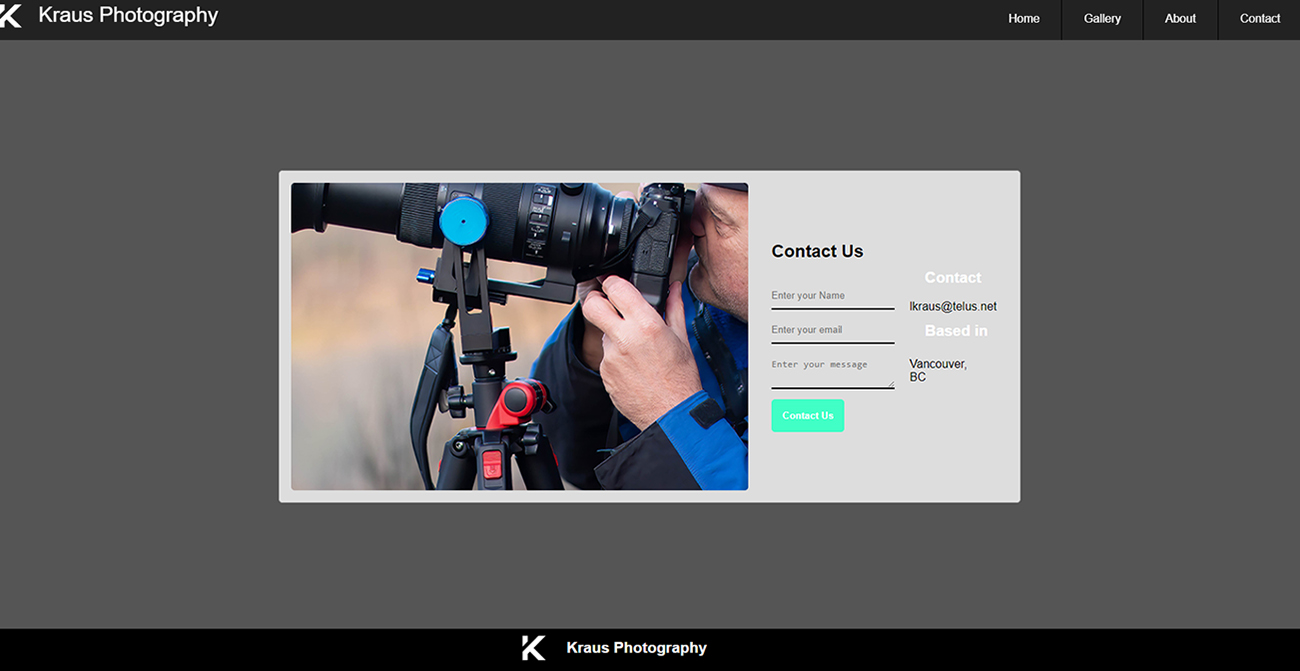 Kraus Photography
Home
Gallery
About
Contact
Contact Us
Enter your Name
Enter your email
Enter your message
Contact Us
Contact
lkraus@telus.net
Based in
Vancouver,
BC
K Kraus Photography